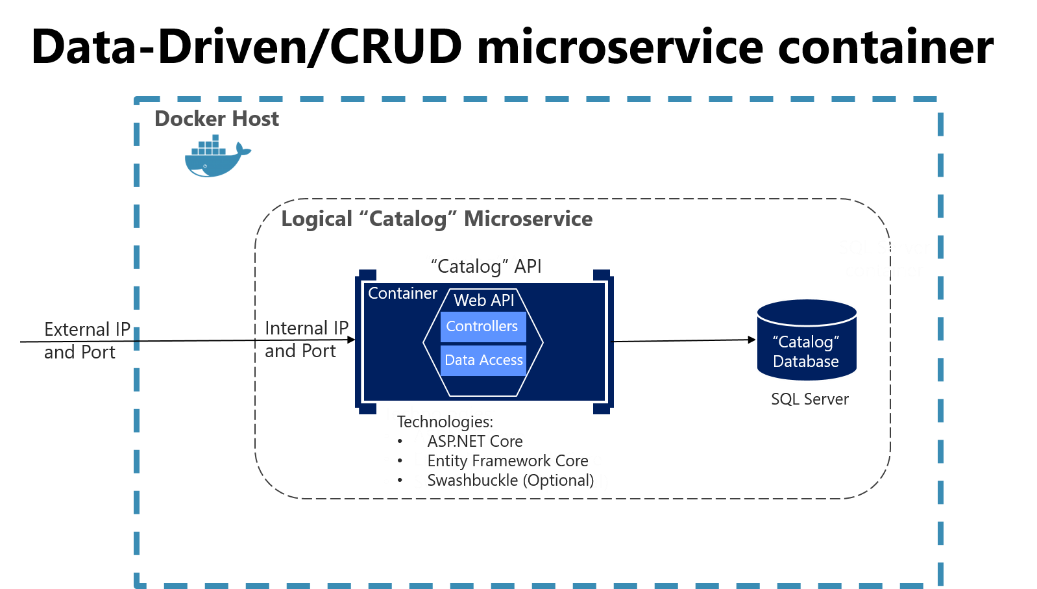 Data-Driven/CRUD microservice container
Docker Host
Logical “Catalog” Microservice
“Catalog” API
Container
Web API
Controllers
Data Access
External IP
and Port
Internal IP
and Port
“Catalog”
Database
SQL Server
Technologies:
• ASP.NET Core
• Entity Framework Core
• Swashbuckle (Optional)